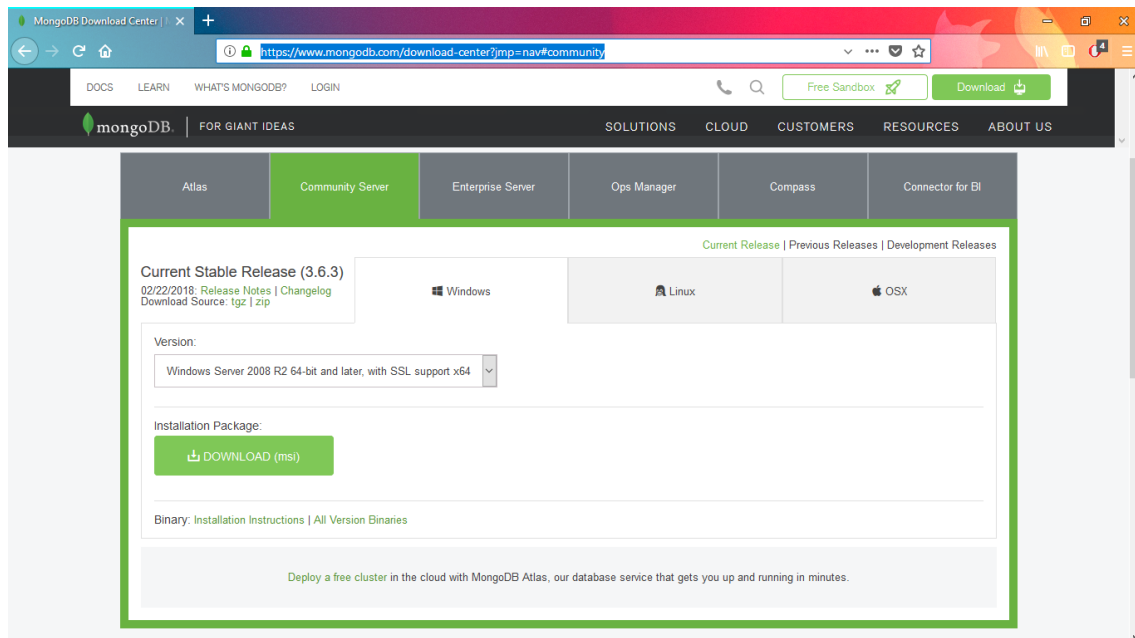 MongoDB Download Center |
https://www.mongodb.com/download-center?jmp=nav#community
4
DOCS LEARN WHAT'S MONGODB? LOGIN Free Sandbox Download
mongoDB. FOR GIANT IDEAS SOLUTIONS CLOUD CUSTOMERS RESOURCES ABOUT US
Atlas Community Server Enterprise Server Ops Manager Compass Connector for BI
Current Release | Previous Releases | Development Releases
Current Stable Release (3.6.3)
02/22/2018: Release Notes | Changelog
Download Source: tgz | zip
Windows Linux OSX
Version:
Windows Server 2008 R2 64-bit and later, with SSL support x64
Installation Package:
DOWNLOAD (msi)
Binary: Installation Instructions | All Version Binaries
Deploy a free cluster in the cloud with MongoDB Atlas, our database service that gets you up and running in minutes.